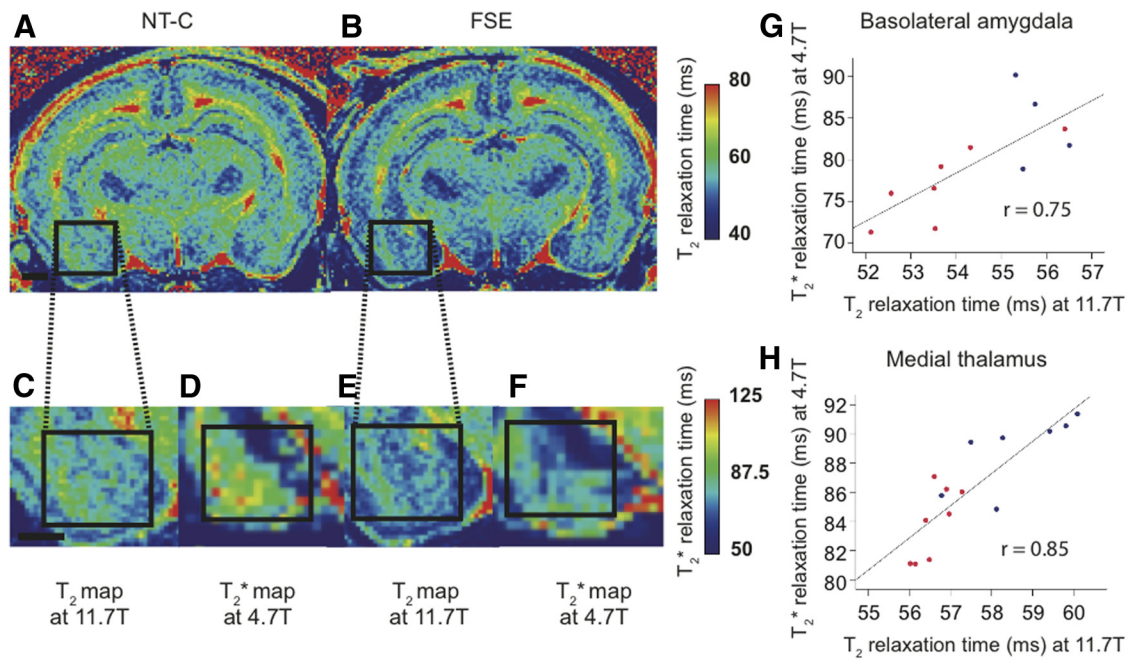 A NT-C B FSE
80
60
40
T2 relaxation time (ms)
C D E F
125
87.5
50
T2* relaxation time (ms)
T2 map
at 11.7T
T2* map
at 4.7T
T2 map
at 11.7T
T2* map
at 4.7T
G Basolateral amygdala
T2* relaxation time (ms) at 4.7T
90
85
80
75
70
r = 0.75
52 53 54 55 56 57
T2 relaxation time (ms) at 11.7T
H Medial thalamus
T2* relaxation time (ms) at 4.7T
92
90
88
86
84
82
80
r = 0.85
55 56 57 58 59 60
T2 relaxation time (ms) at 11.7T